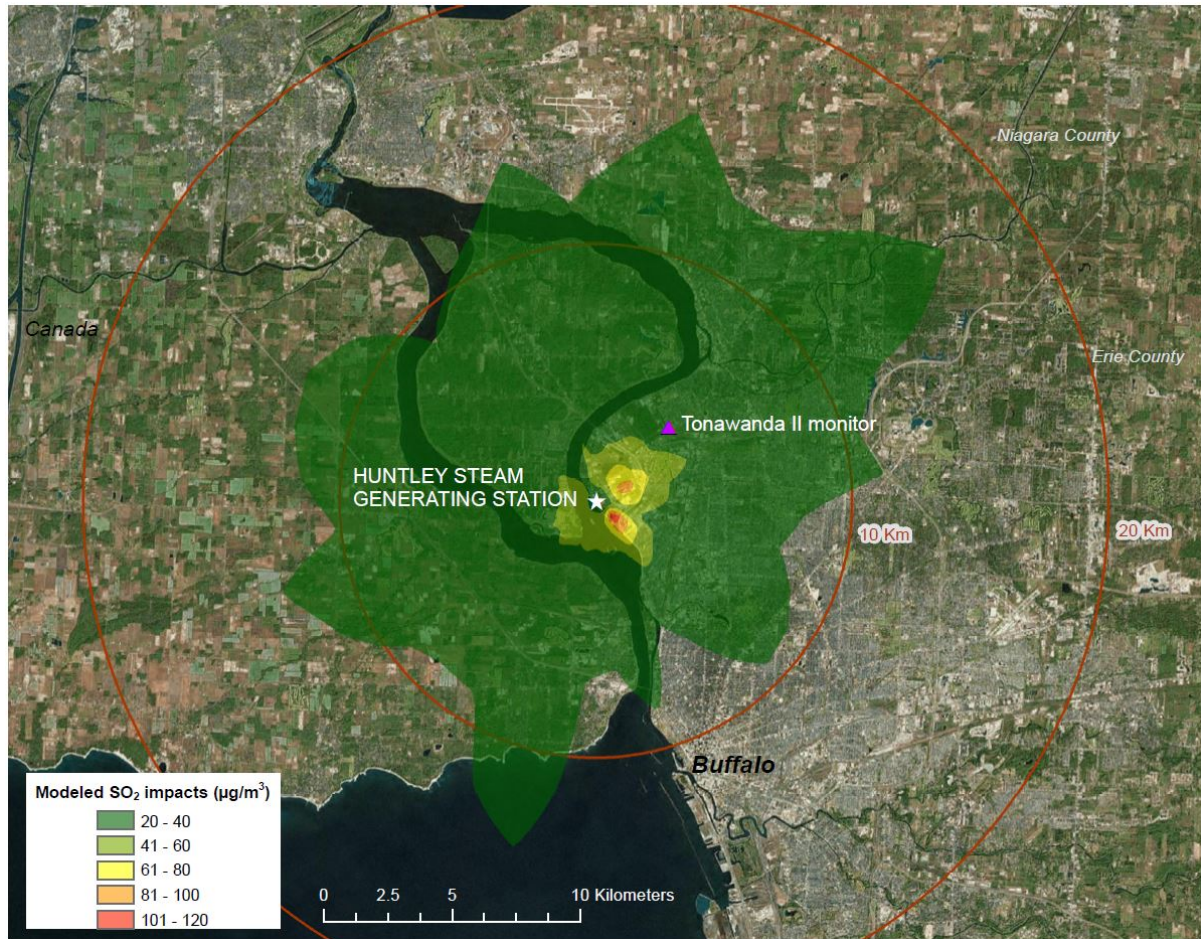 Niagara County
Canada
Erie County
Tonawanda II monitor
HUNTLEY STEAM
GENERATING STATION
10 Km
20 Km
Buffalo
Modeled SO₂ impacts (µg/m³)
20 - 40
41 - 60
61 - 80
81 - 100
101 - 120
0 2.5 5 10 Kilometers